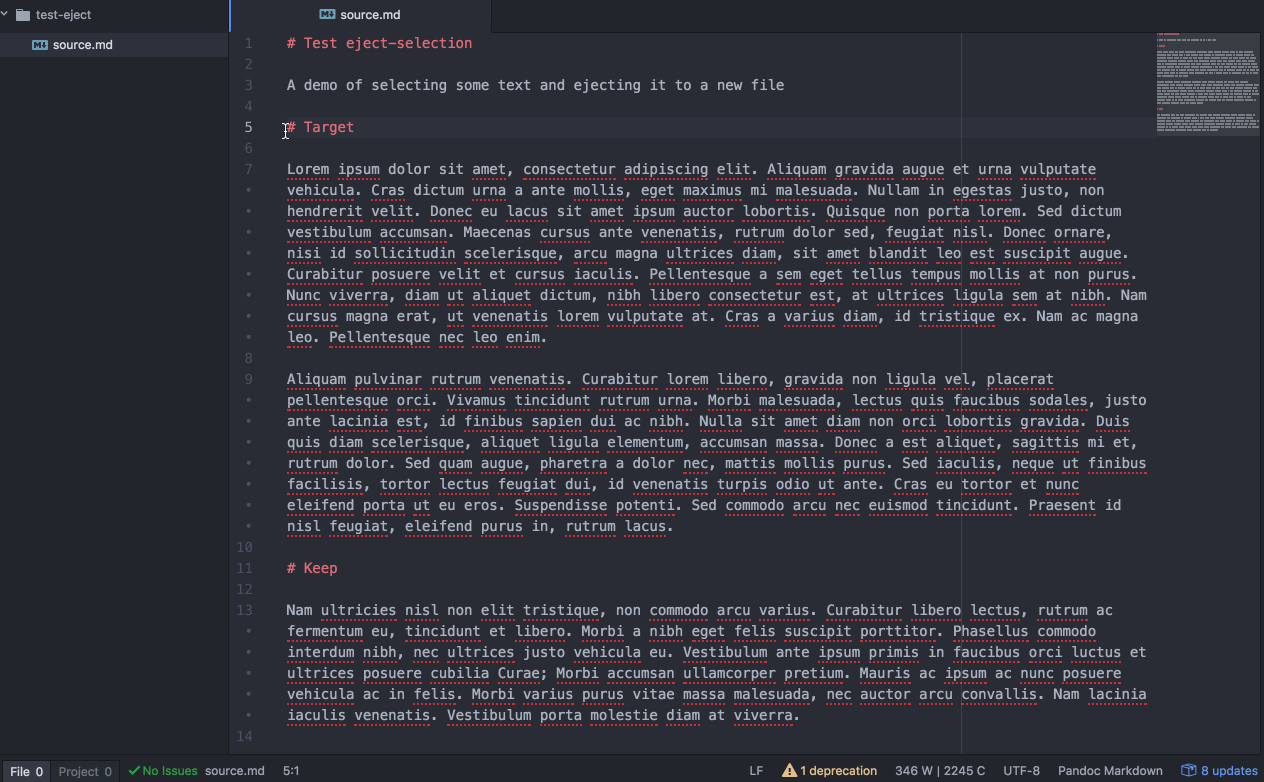 test-eject
source.md
source.md
1 # Test eject-selection
2
3 A demo of selecting some text and ejecting it to a new file
4
5 # Target
6
7 Lorem ipsum dolor sit amet, consectetur adipiscing elit. Aliquam gravida augue et urna vulputate
• vehicula. Cras dictum urna a ante mollis, eget maximus mi malesuada. Nullam in egestas justo, non
• hendrerit velit. Donec eu lacus sit amet ipsum auctor lobortis. Quisque non porta lorem. Sed dictum
• vestibulum accumsan. Maecenas cursus ante venenatis, rutrum dolor sed, feugiat nisl. Donec ornare,
• nisi id sollicitudin scelerisque, arcu magna ultrices diam, sit amet blandit leo est suscipit augue.
• Curabitur posuere velit et cursus iaculis. Pellentesque a sem eget tellus tempus mollis at non purus.
• Nunc viverra, diam ut aliquet dictum, nibh libero consectetur est, at ultrices ligula sem at nibh. Nam
• cursus magna erat, ut venenatis lorem vulputate at. Cras a varius diam, id tristique ex. Nam ac magna
• leo. Pellentesque nec leo enim.
8
9 Aliquam pulvinar rutrum venenatis. Curabitur lorem libero, gravida non ligula vel, placerat
• pellentesque orci. Vivamus tincidunt rutrum urna. Morbi malesuada, lectus quis faucibus sodales, justo
• ante lacinia est, id finibus sapien dui ac nibh. Nulla sit amet diam non orci lobortis gravida. Duis
• quis diam scelerisque, aliquet ligula elementum, accumsan massa. Donec a est aliquet, sagittis mi et,
• rutrum dolor. Sed quam augue, pharetra a dolor nec, mattis mollis purus. Sed iaculis, neque ut finibus
• facilisis, tortor lectus feugiat dui, id venenatis turpis odio ut ante. Cras eu tortor et nunc
• eleifend porta ut eu eros. Suspendisse potenti. Sed commodo arcu nec euismod tincidunt. Praesent id
• nisl feugiat, eleifend purus in, rutrum lacus.
10
11 # Keep
12
13 Nam ultricies nisl non elit tristique, non commodo arcu varius. Curabitur libero lectus, rutrum ac
• fermentum eu, tincidunt et libero. Morbi a nibh eget felis suscipit porttitor. Phasellus commodo
• interdum nibh, nec ultrices justo vehicula eu. Vestibulum ante ipsum primis in faucibus orci luctus et
• ultrices posuere cubilia Curae; Morbi accumsan ullamcorper pretium. Mauris ac ipsum ac nunc posuere
• vehicula ac in felis. Morbi varius purus vitae massa malesuada, nec auctor arcu convallis. Nam lacinia
• iaculis venenatis. Vestibulum porta molestie diam at viverra.
14
File 0 Project 0 No Issues source.md 5:1 LF 1 deprecation 346 W | 2245 C UTF-8 Pandoc Markdown 8 updates